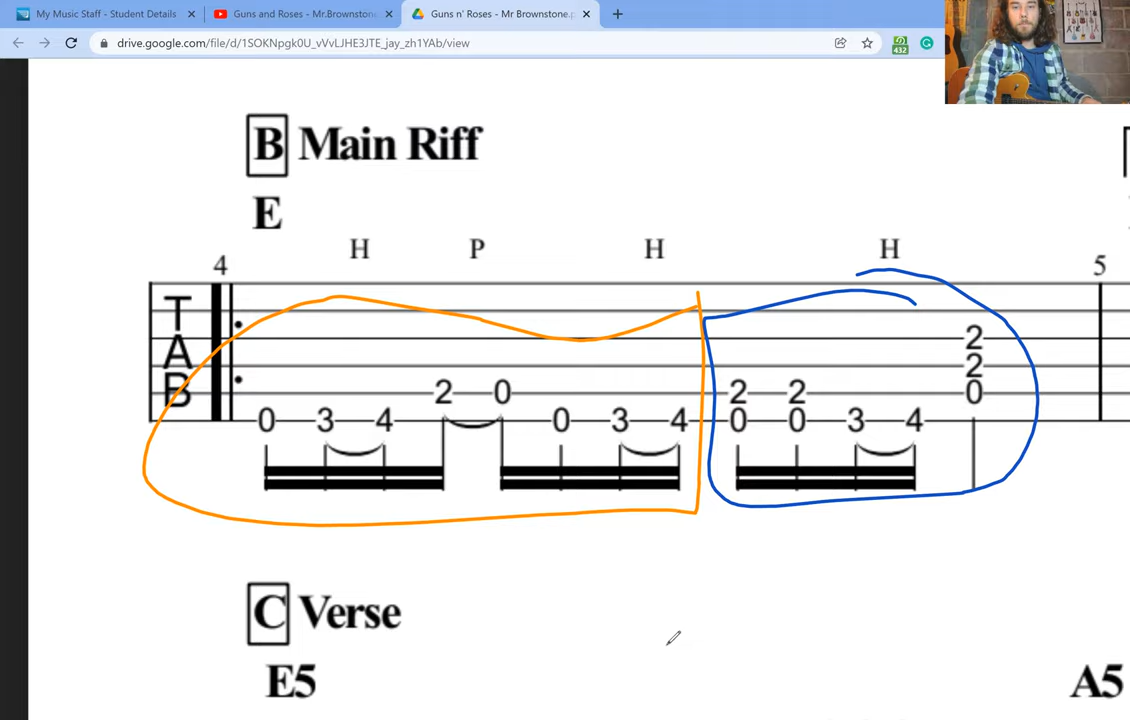 My Music Staff - Student Details
Guns and Roses - Mr.Brownstone
Guns n' Roses - Mr Brownstone.p
drive.google.com/file/d/1SOKNpgk0U_vVvLJHE3JTE_jay_zh1YAb/view
432
B Main Riff
E
H P H H
4 5
T
A
B
2
2
2 0 2 2 0
0 3 4 0 3 4 0 0 3 4
C Verse
E5 A5